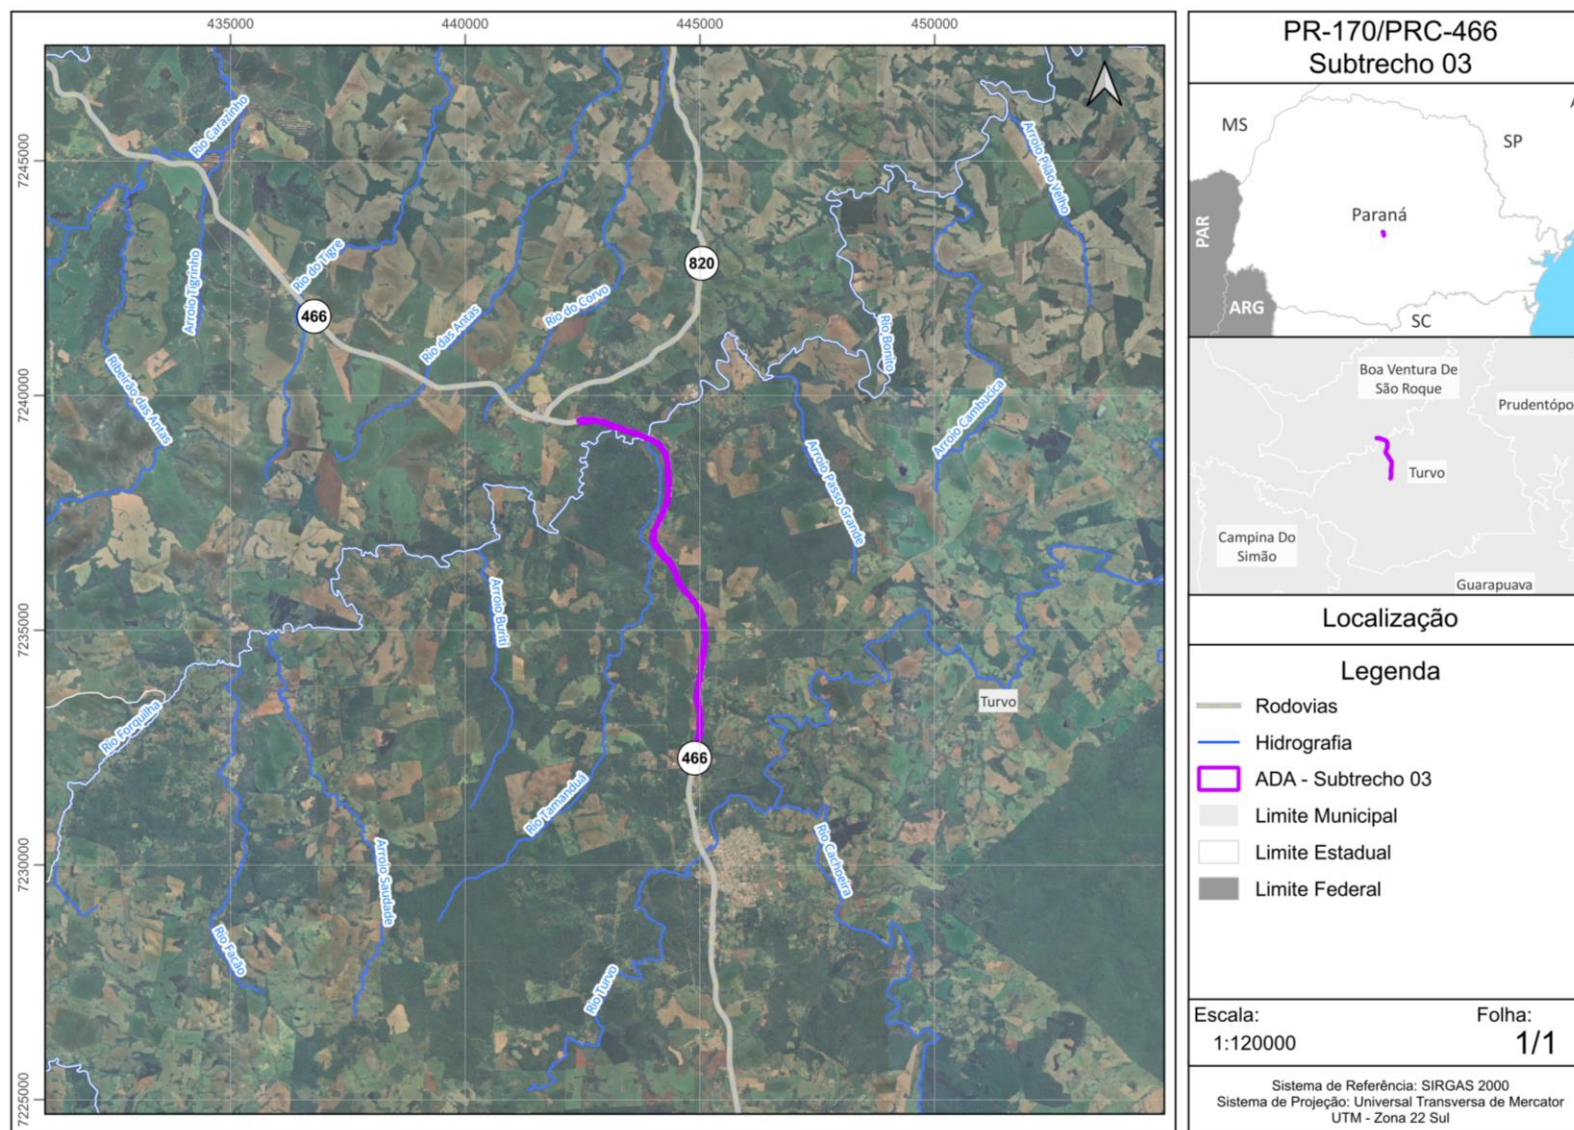 435000
440000
445000
450000
7245000
7240000
7235000
7230000
7225000
Rio Carazinho
Arroio Tigrinho
Rio do Tigre
466
Ribeirão das Antas
Rio das Antas
Rio do Corvo
820
Rio Bonito
Arroio Pilão Velho
Arroio Cambucica
Arroio Passo Grande
Arroio Buriti
Rio Forquilha
Turvo
466
Rio Tamanduá
Rio Cachoeira
Arroio Saudade
Rio Facão
Rio Turvo
PR-170/PRC-466
Subtrecho 03
MS
SP
Paraná
PAR
ARG
SC
Boa Ventura De
São Roque
Prudentópo
Turvo
Campina Do
Simão
Guarapuava
Localização
Legenda
Rodovias
Hidrografia
ADA - Subtrecho 03
Limite Municipal
Limite Estadual
Limite Federal
Escala:
1:120000
Folha:
1/1
Sistema de Referência: SIRGAS 2000
Sistema de Projeção: Universal Transversa de Mercator
UTM - Zona 22 Sul